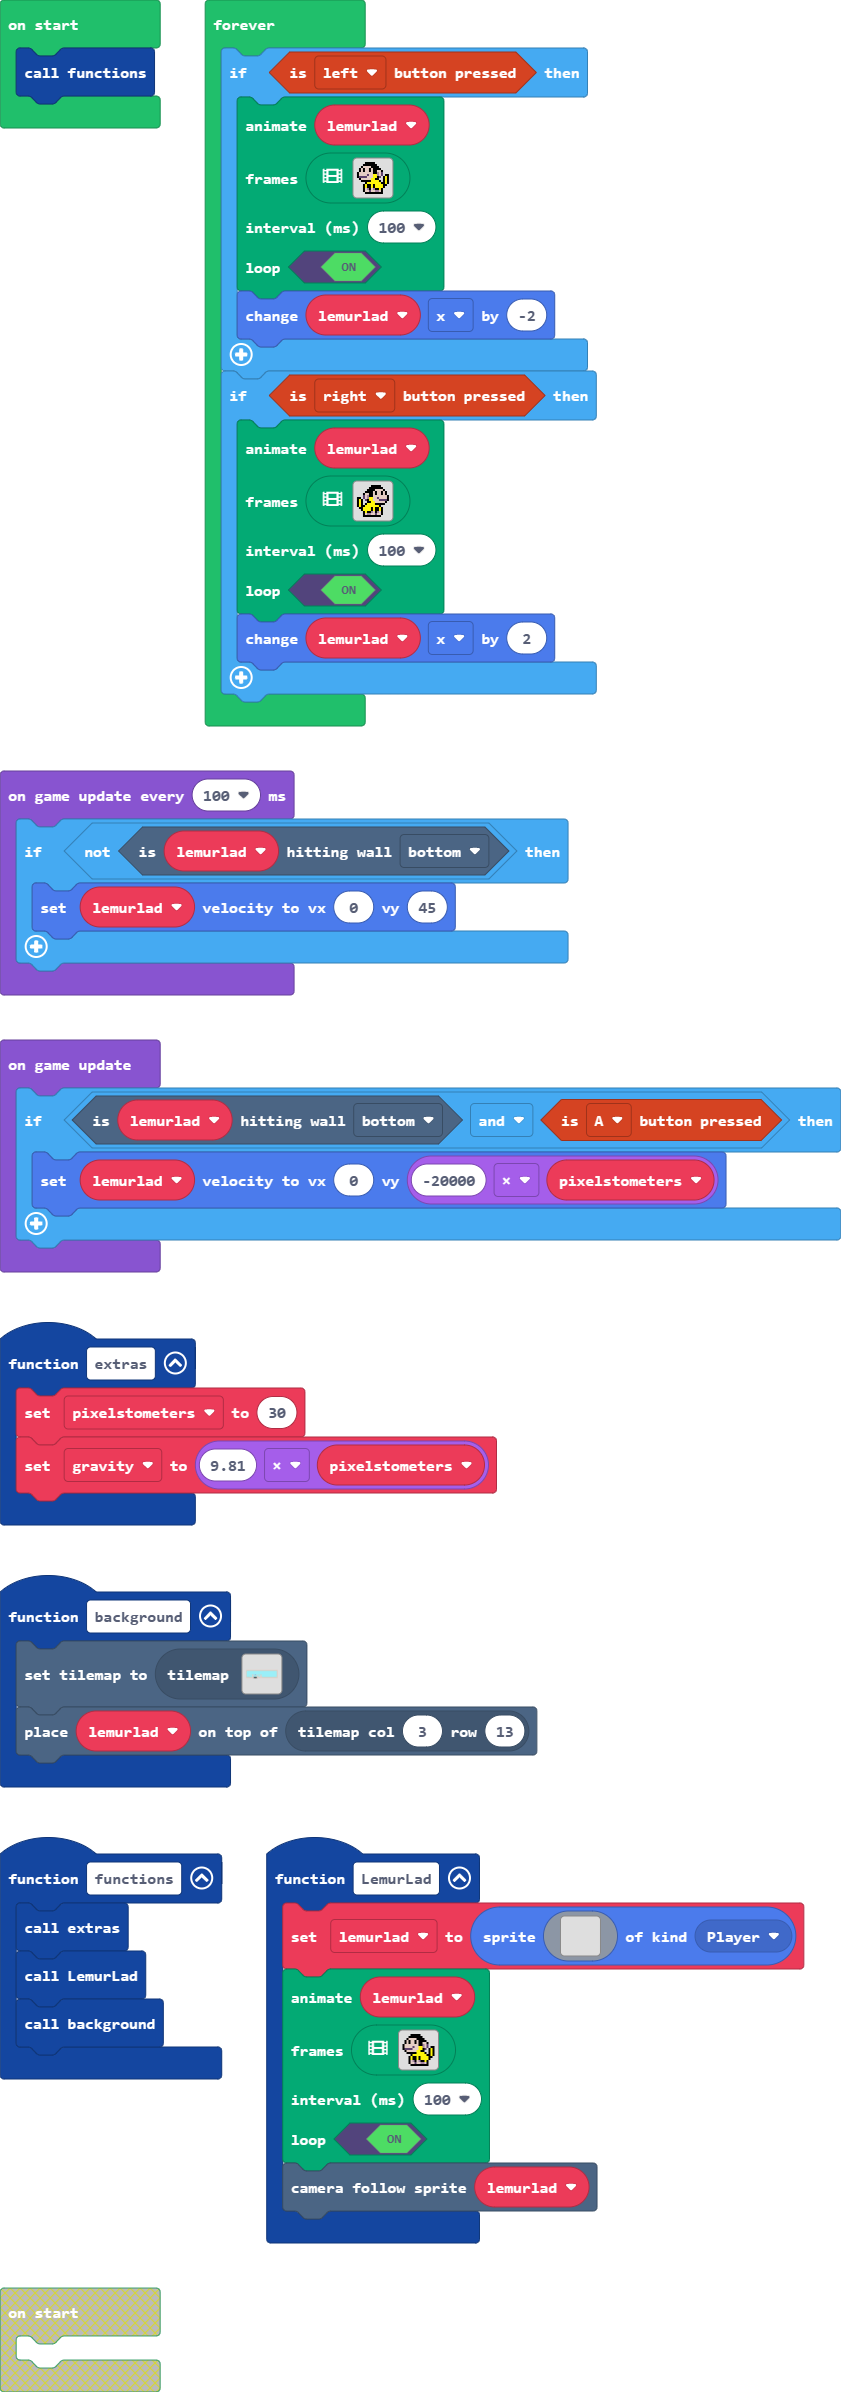 on start
call functions
forever
if is left button pressed then
animate lemurlad
frames
interval (ms) 100
loop ON
change lemurlad x by -2
if is right button pressed then
animate lemurlad
frames
interval (ms) 100
loop ON
change lemurlad x by 2
on game update every 100 ms
if not is lemurlad hitting wall bottom then
set lemurlad velocity to vx 0 vy 45
on game update
if is lemurlad hitting wall bottom and is A button pressed then
set lemurlad velocity to vx 0 vy -20000 × pixelstometers
function extras
set pixelstometers to 30
set gravity to 9.81 × pixelstometers
function background
set tilemap to tilemap
place lemurlad on top of tilemap col 3 row 13
function functions
call extras
call LemurLad
call background
function LemurLad
set lemurlad to sprite of kind Player
animate lemurlad
frames
interval (ms) 100
loop ON
camera follow sprite lemurlad
on start